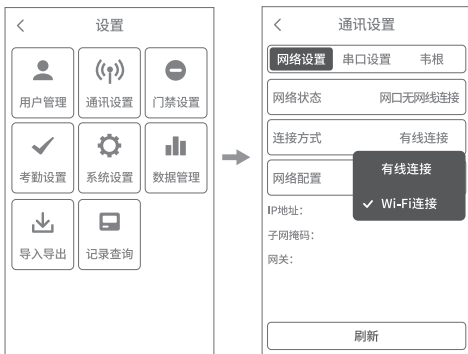 设置
用户管理 通讯设置 门禁设置
考勤设置 系统设置 数据管理
导入导出 记录查询
通讯设置
网络设置 串口设置 韦根
网络状态 网口无网线连接
连接方式 有线连接
有线连接
网络配置
Wi-Fi连接
IP地址：
子网掩码：
网关：
刷新